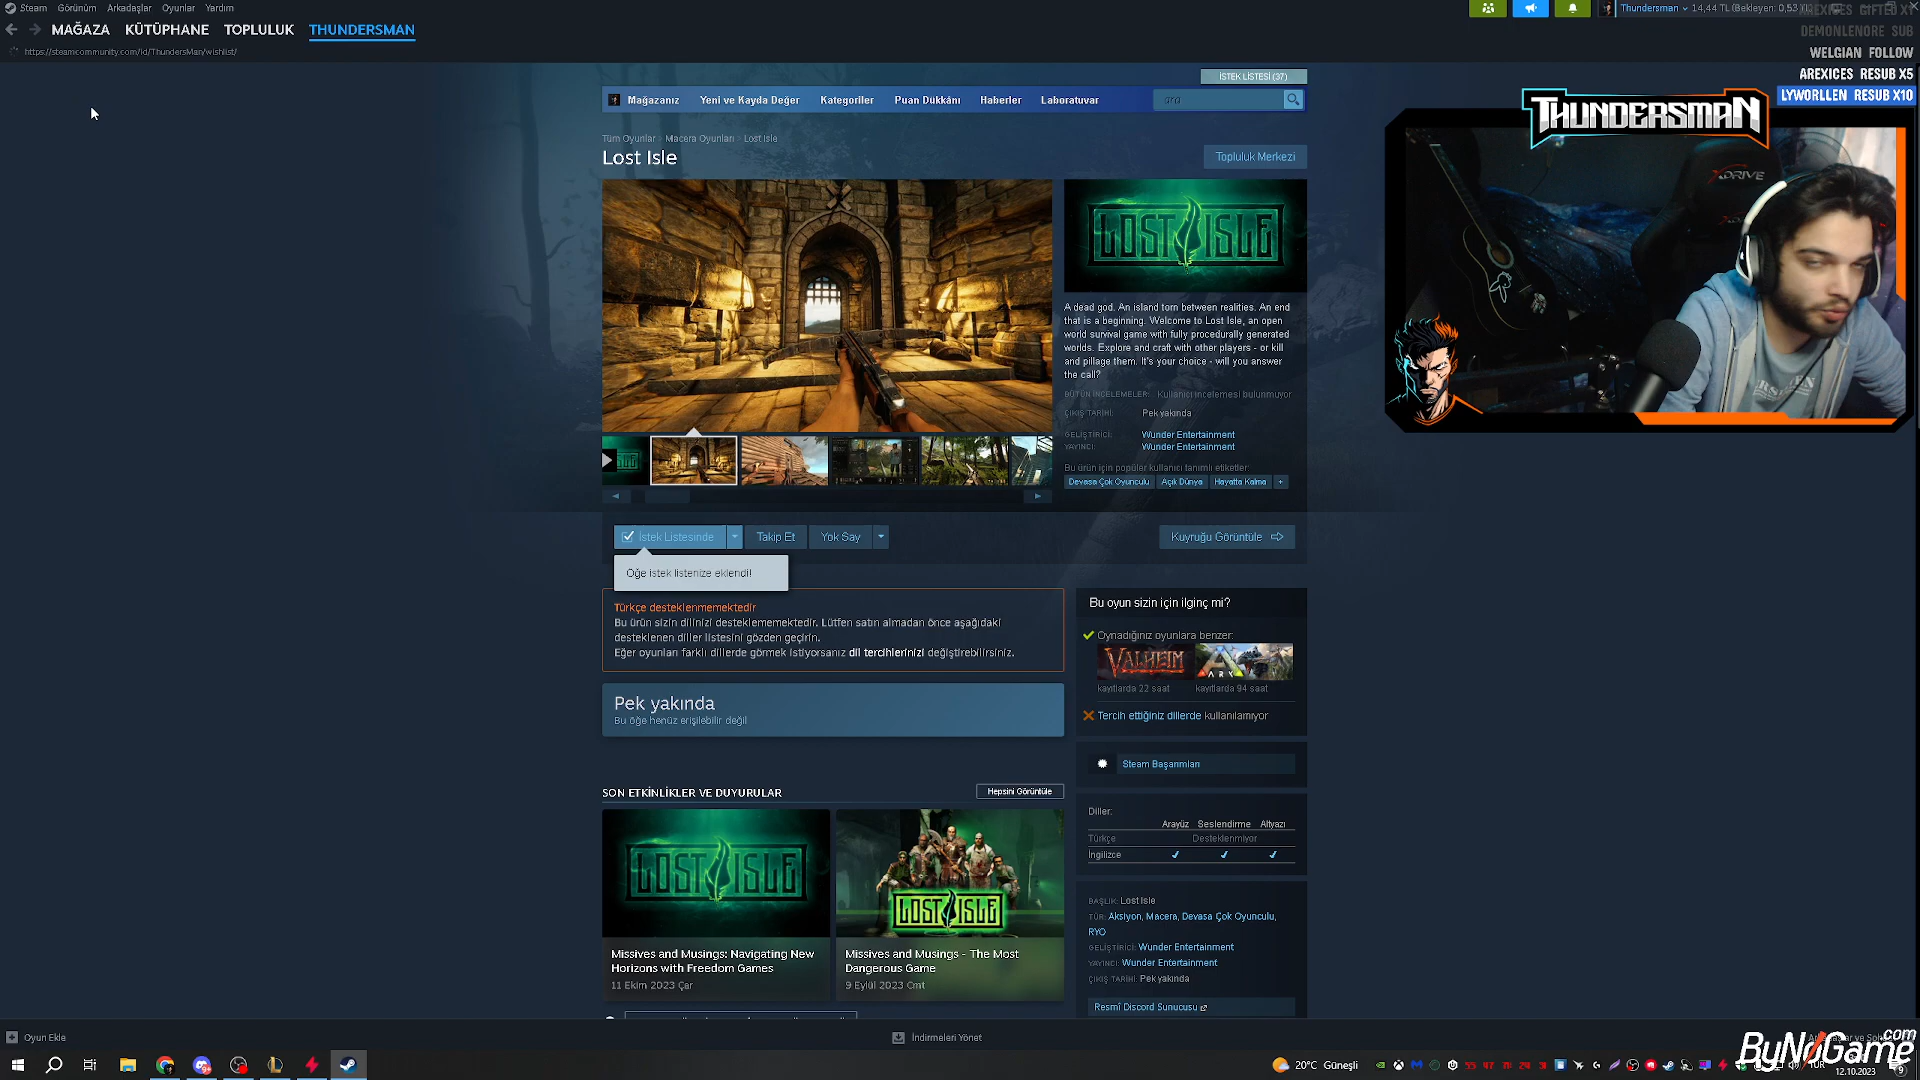 Steam Görünüm Arkadaşlar Oyunlar Yardım
Thundersman 14,44 TL (Bekleyen: 0,53
MAĞAZA KÜTÜPHANE TOPLULUK THUNDERSMAN
https://steamcommunity.com/id/ThundersMan/wishlist/
DEMONLENORE SUB
WELGIAN FOLLOW
AREXICES RESUB X5
LYWORLLEN RESUB X10
THUNDERSMAN
XDRIVE
İSTEK LİSTESİ (37)
Mağazanız Yeni ve Kayda Değer Kategoriler Puan Dükkânı Haberler Laboratuvar
ara
Tüm Oyunlar Macera Oyunları Lost Isle
Lost Isle
Topluluk Merkezi
LOST ISLE
A dead god. An island torn between realities. An end
that is a beginning. Welcome to Lost Isle, an open
world survival game with fully procedurally generated
worlds. Explore and craft with other players - or kill
and pillage them. It's your choice - will you answer
the call?
BÜTÜN İNCELEMELER: Kullanıcı incelemesi bulunmuyor
ÇIKIŞ TARİHİ: Pek yakında
GELİŞTİRİCİ: Wunder Entertainment
YAYINCI: Wunder Entertainment
Bu ürün için popüler kullanıcı tanımlı etiketler:
Devasa Çok Oyunculu Açık Dünya Hayatta Kalma +
İstek Listesinde Takip Et Yok Say
Kuyruğu Görüntüle
Öğe istek listenize eklendi!
Türkçe desteklenmemektedir
Bu ürün sizin dilinizi desteklememektedir. Lütfen satın almadan önce aşağıdaki
desteklenen diller listesini gözden geçirin.
Eğer oyunları farklı dillerde görmek istiyorsanız dil tercihlerinizi değiştirebilirsiniz.
Pek yakında
Bu öğe henüz erişilebilir değil
Bu oyun sizin için ilginç mi?
Oynadığınız oyunlara benzer:
VALHEIM ARK
kayıtlarda 22 saat kayıtlarda 94 saat
Tercih ettiğiniz dillerde kullanılamıyor
Steam Başarımları
SON ETKİNLİKLER VE DUYURULAR
Hepsini Görüntüle
LOST ISLE
LOST ISLE
Missives and Musings: Navigating New
Horizons with Freedom Games
11 Ekim 2023 Çar
Missives and Musings - The Most
Dangerous Game
9 Eylül 2023 Cmt
Diller:
Arayüz Seslendirme Altyazı
Türkçe Desteklenmiyor
İngilizce ✔ ✔ ✔
BAŞLIK: Lost Isle
TÜR: Aksiyon, Macera, Devasa Çok Oyunculu,
RYO
GELİŞTİRİCİ: Wunder Entertainment
YAYINCI: Wunder Entertainment
ÇIKIŞ TARİHİ: Pek yakında
Resmî Discord Sunucusu
Oyun Ekle
İndirmeleri Yönet
ByNoGame.com
20°C Güneşli
TUR
12.10.2023